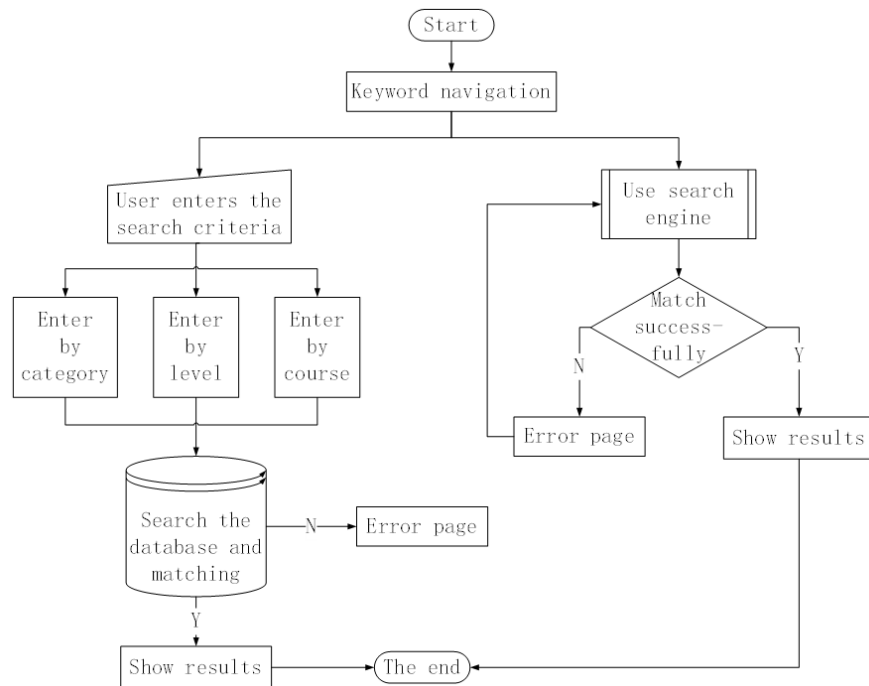 Start
Keyword navigation
User enters the
search criteria
Use search
engine
Enter
by
category
Enter
by
level
Enter
by
course
Match
success-
fully
N
Y
Error page
Show results
Search the
database and
matching
N
Error page
Y
Show results
The end